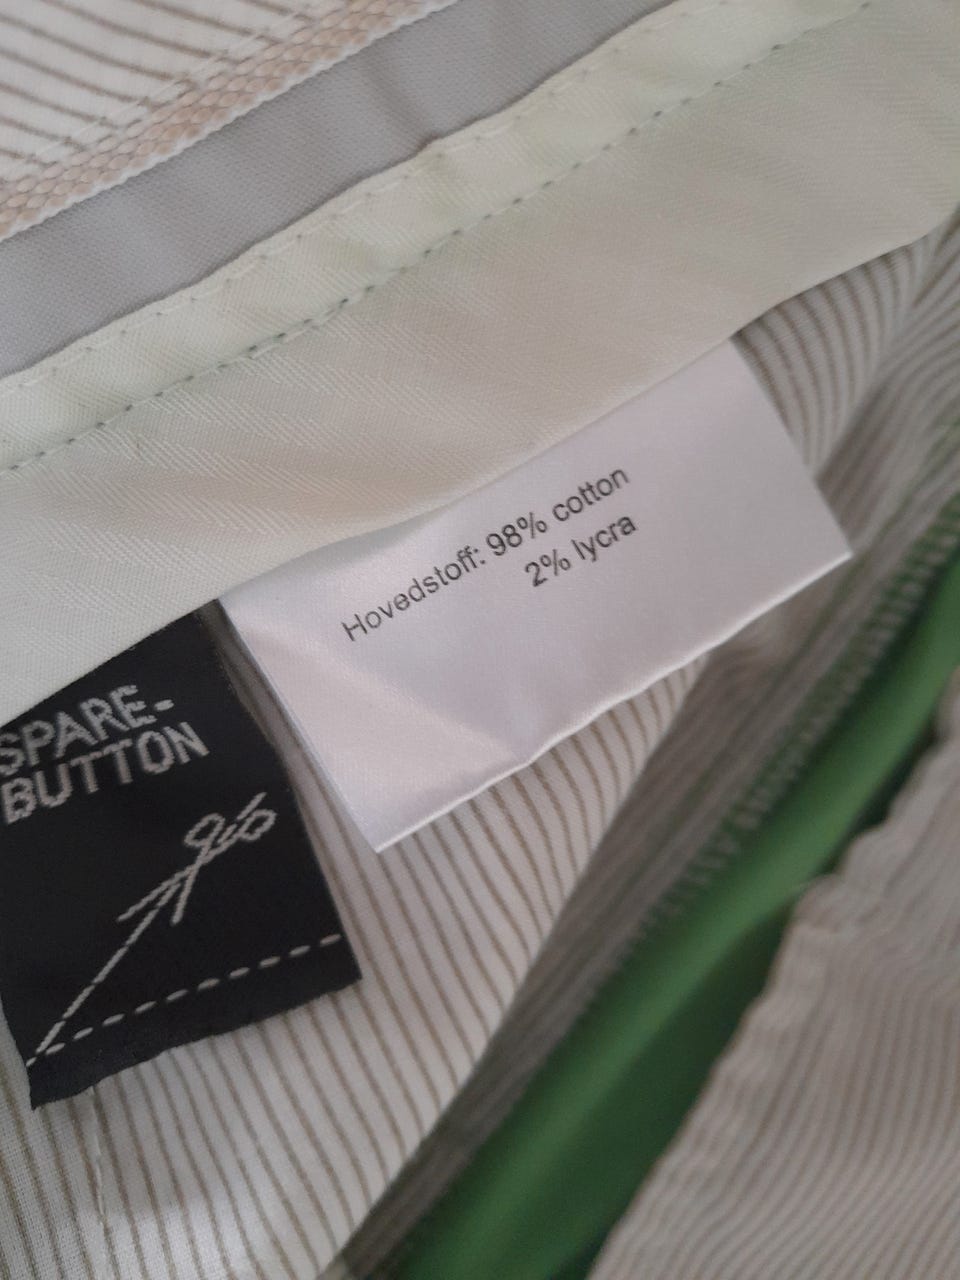 Hovedstoff: 98% cotton
2% lycra
SPARE-
BUTTON